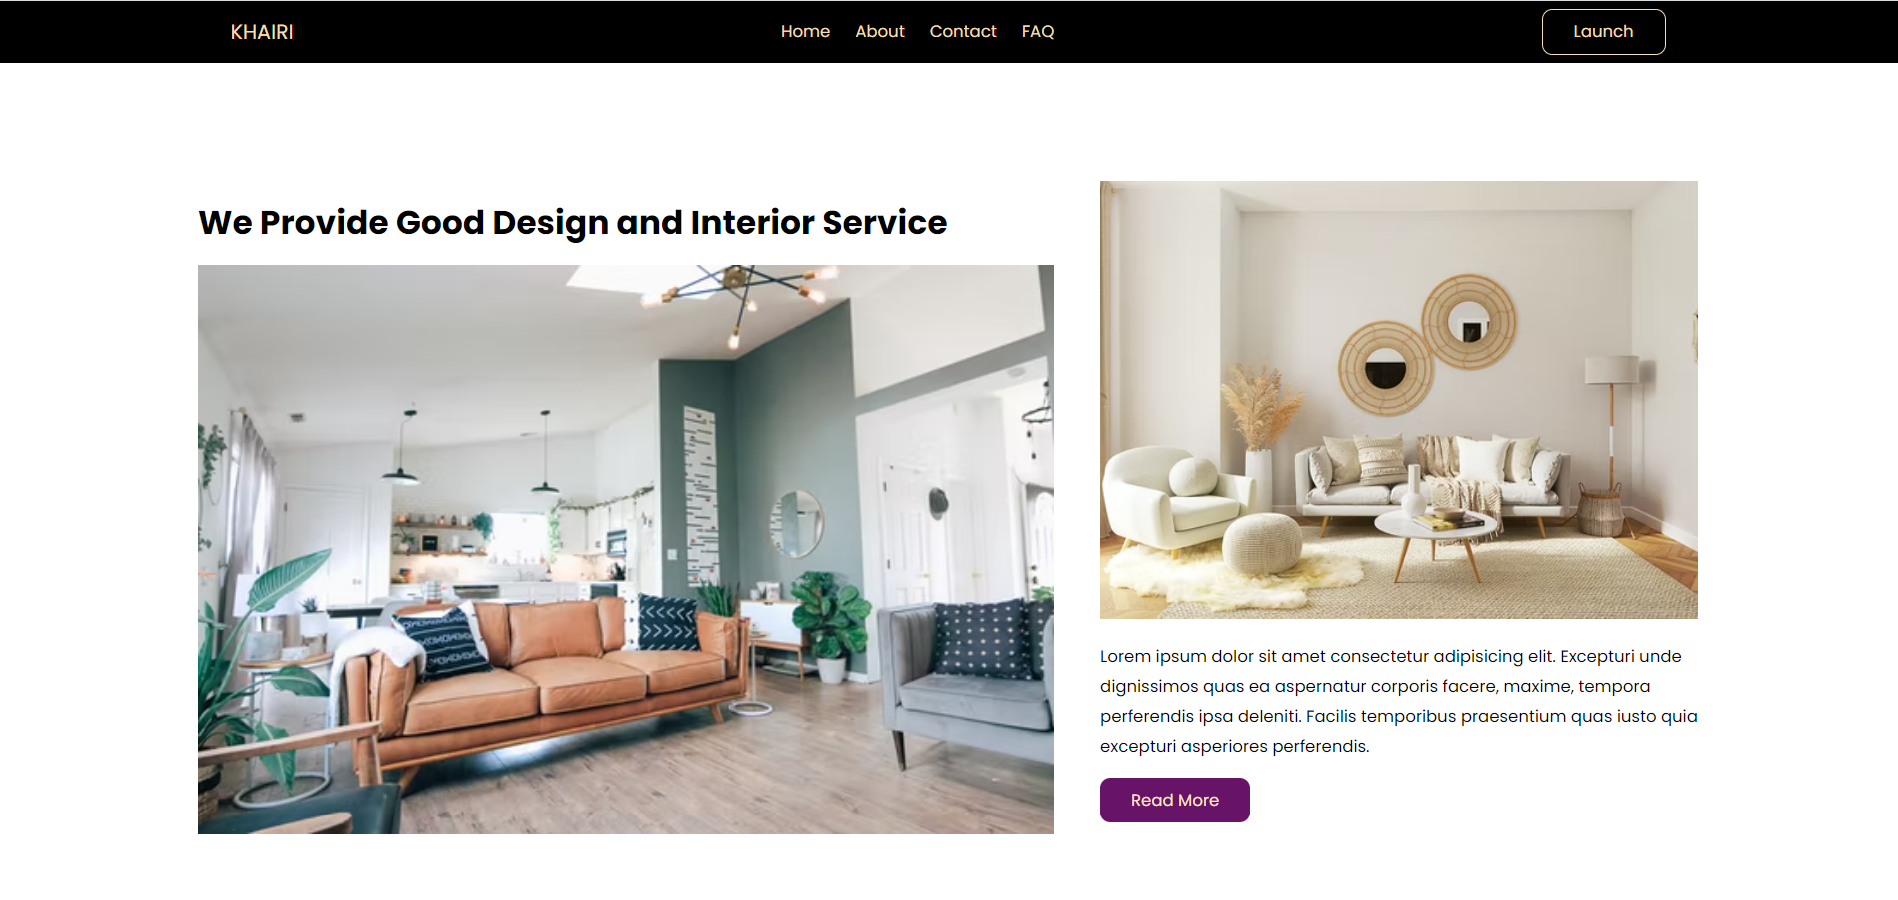 KHAIRI
Home About Contact FAQ
Launch
We Provide Good Design and Interior Service
Lorem ipsum dolor sit amet consectetur adipisicing elit. Excepturi unde
dignissimos quas ea aspernatur corporis facere, maxime, tempora
perferendis ipsa deleniti. Facilis temporibus praesentium quas iusto quia
excepturi asperiores perferendis.
Read More